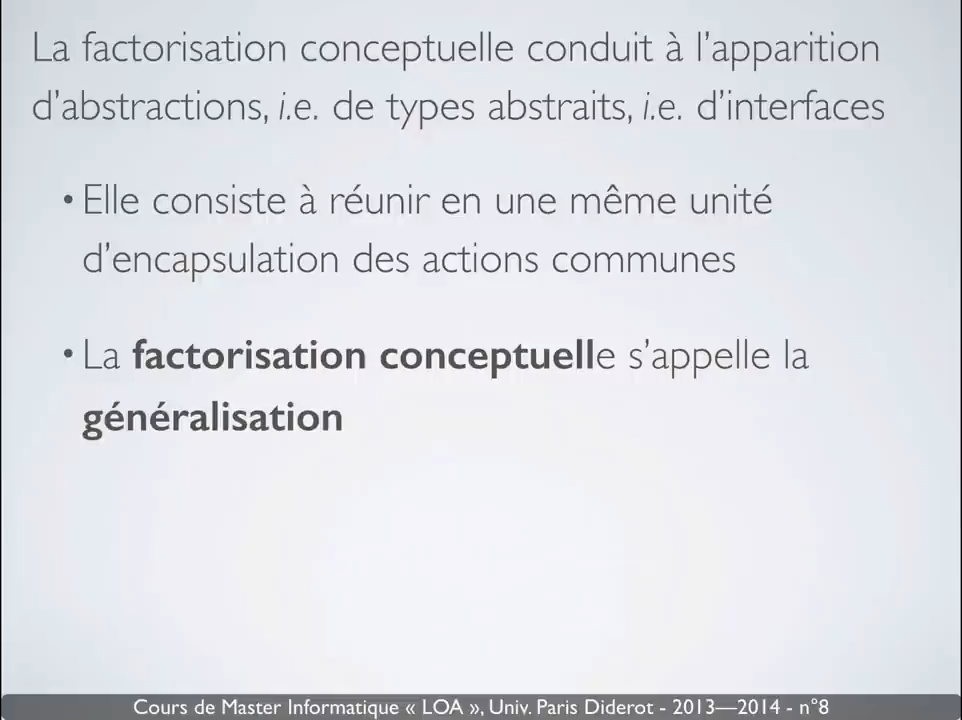 La factorisation conceptuelle conduit à l’apparition
d’abstractions, i.e. de types abstraits, i.e. d’interfaces
• Elle consiste à réunir en une même unité
d’encapsulation des actions communes
• La factorisation conceptuelle s’appelle la
généralisation
Cours de Master Informatique « LOA », Univ. Paris Diderot - 2013—2014 - n°8